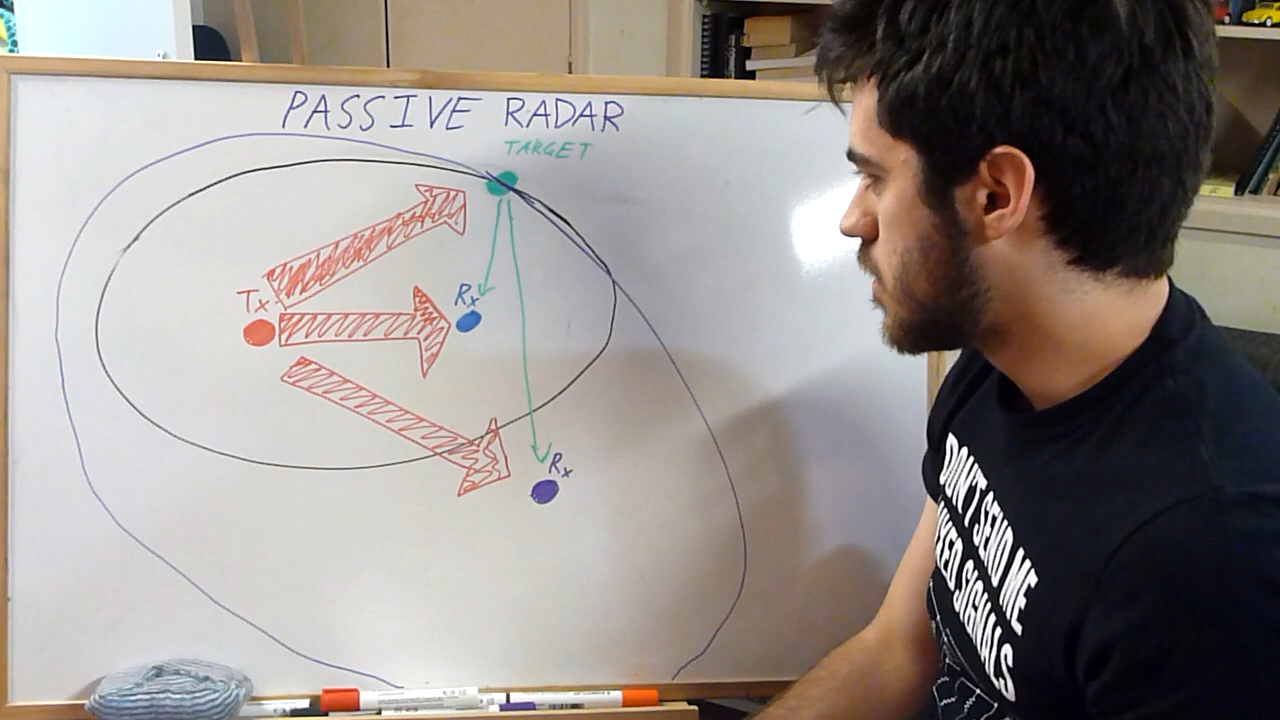 PASSIVE RADAR
TARGET
Tx
Rx
Rx
DON'T SEND ME
MIXED SIGNALS